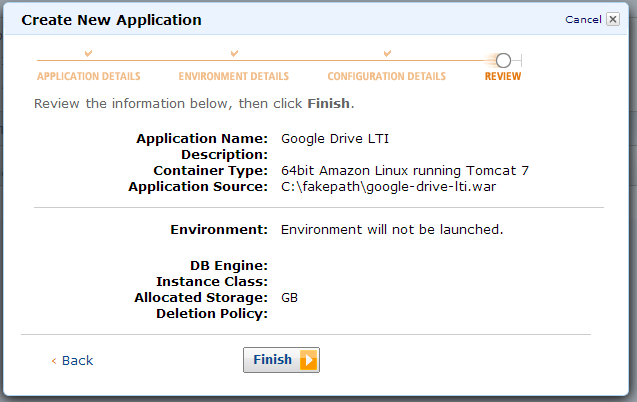 Create New Application
Cancel
APPLICATION DETAILS ENVIRONMENT DETAILS CONFIGURATION DETAILS REVIEW
Review the information below, then click Finish.
Application Name: Google Drive LTI
Description:
Container Type: 64bit Amazon Linux running Tomcat 7
Application Source: C:\fakepath\google-drive-lti.war
Environment: Environment will not be launched.
DB Engine:
Instance Class:
Allocated Storage: GB
Deletion Policy:
‹ Back
Finish